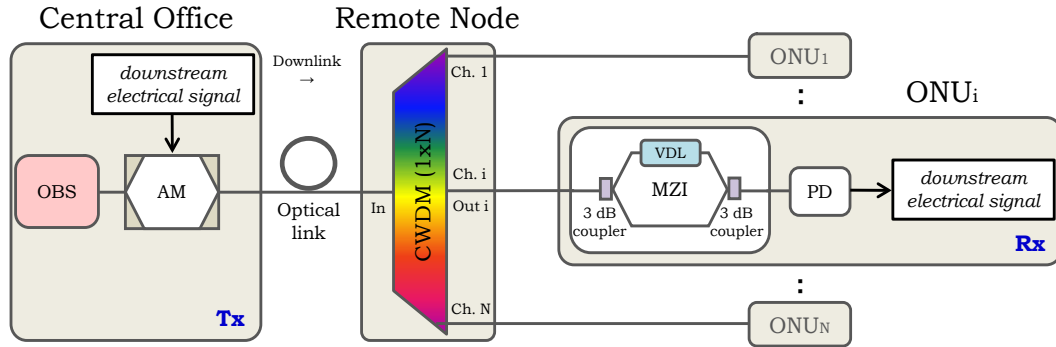 Central Office
Remote Node
downstream
electrical signal
OBS
AM
Tx
Downlink
→
Optical
link
In
CWDM (1xN)
Ch. 1
Ch. i
Out i
Ch. N
ONU1
:
ONUi
VDL
MZI
3 dB
coupler
3 dB
coupler
PD
downstream
electrical signal
Rx
:
ONUN